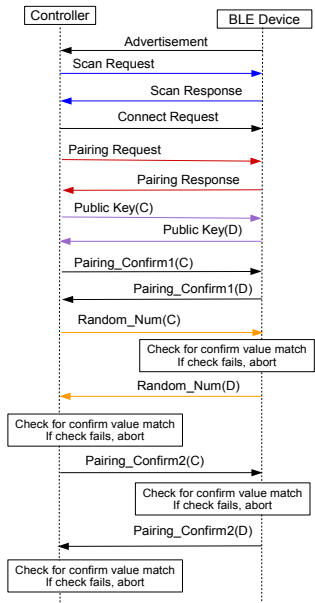 Controller
BLE Device
Advertisement
Scan Request
Scan Response
Connect Request
Pairing Request
Pairing Response
Public Key(C)
Public Key(D)
Pairing_Confirm1(C)
Pairing_Confirm1(D)
Random_Num(C)
Check for confirm value match
If check fails, abort
Random_Num(D)
Check for confirm value match
If check fails, abort
Pairing_Confirm2(C)
Check for confirm value match
If check fails, abort
Pairing_Confirm2(D)
Check for confirm value match
If check fails, abort